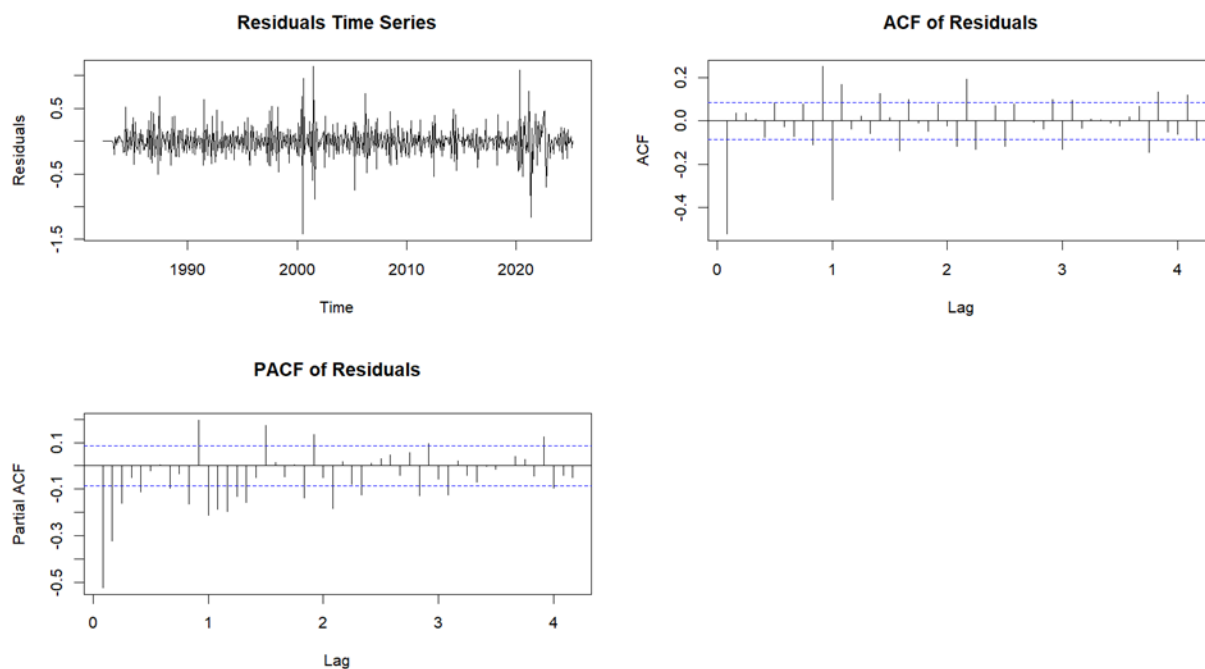 Residuals Time Series
Residuals
0.5
-0.5
-1.5
1990
2000
2010
2020
Time
ACF of Residuals
ACF
0.2
0.0
-0.2
-0.4
0
1
2
3
4
Lag
PACF of Residuals
Partial ACF
0.1
-0.1
-0.3
-0.5
0
1
2
3
4
Lag